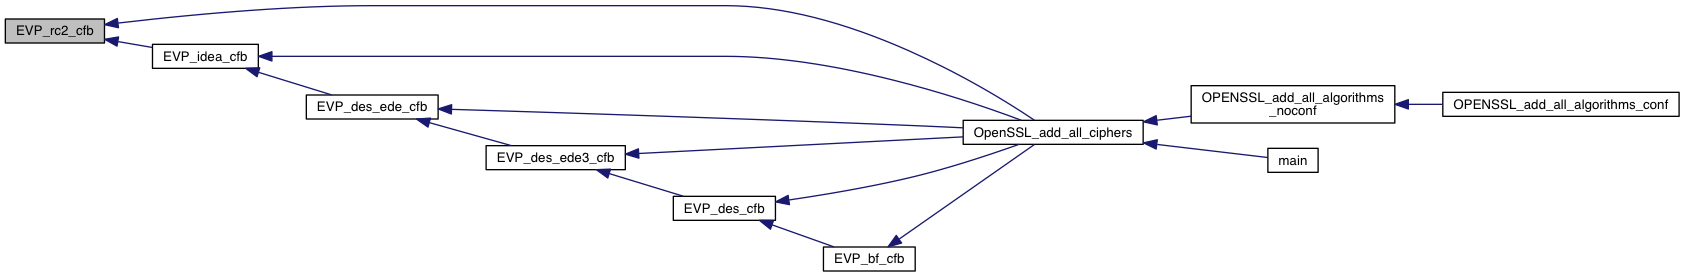 EVP_rc2_cfb
EVP_idea_cfb
EVP_des_ede_cfb
EVP_des_ede3_cfb
EVP_des_cfb
EVP_bf_cfb
OpenSSL_add_all_ciphers
OPENSSL_add_all_algorithms
_noconf
main
OPENSSL_add_all_algorithms_conf